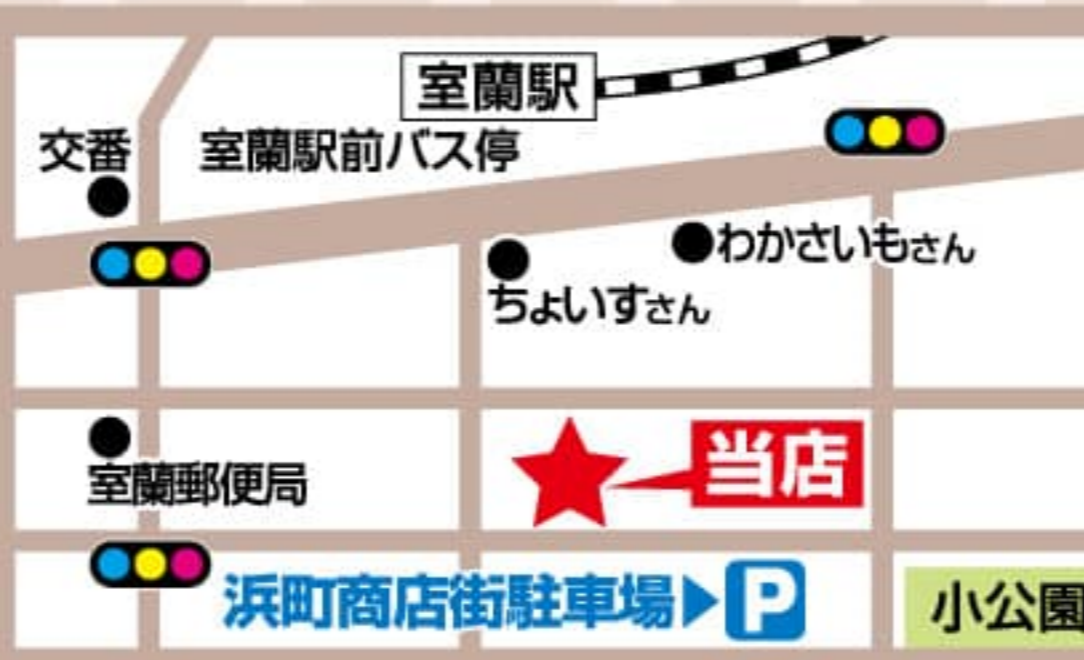 室蘭駅
交番
室蘭駅前バス停
わかさいもさん
ちょいすさん
当店
室蘭郵便局
浜町商店街駐車場▶P
小公園